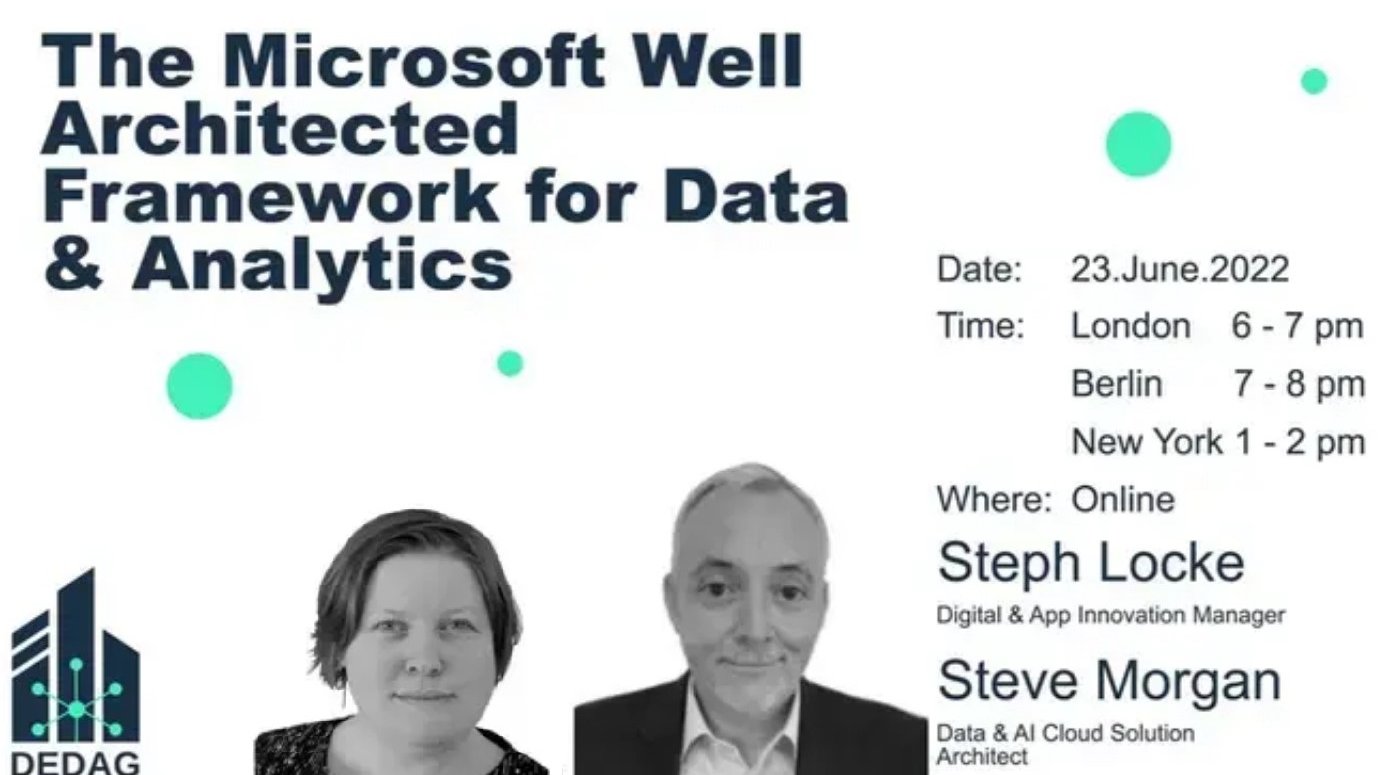 The Microsoft Well
Architected
Framework for Data
& Analytics
Date: 23.June.2022
Time: London 6 - 7 pm
Berlin 7 - 8 pm
New York 1 - 2 pm
Where: Online
Steph Locke
Digital & App Innovation Manager
Steve Morgan
Data & AI Cloud Solution
Architect
DEDAG